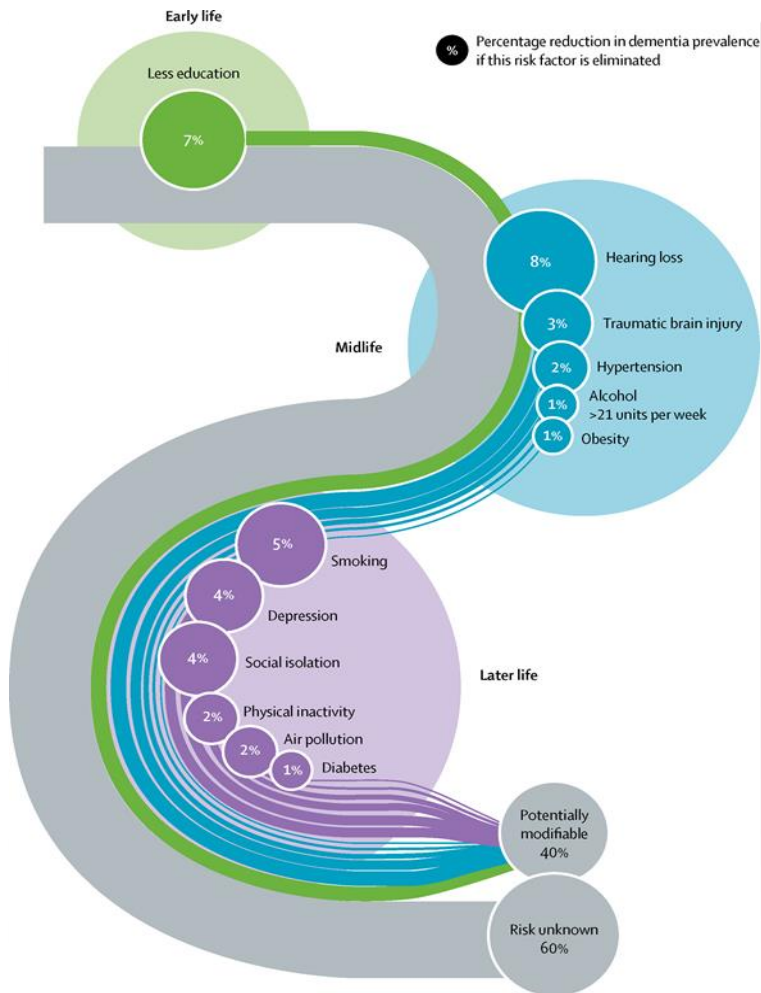 Early life
% Percentage reduction in dementia prevalence
if this risk factor is eliminated
Less education
7%
8%
Hearing loss
3%
Traumatic brain injury
Midlife
2%
Hypertension
1%
Alcohol
>21 units per week
1%
Obesity
5%
Smoking
4%
Depression
4%
Social isolation
Later life
2%
Physical inactivity
2%
Air pollution
1%
Diabetes
Potentially
modifiable
40%
Risk unknown
60%